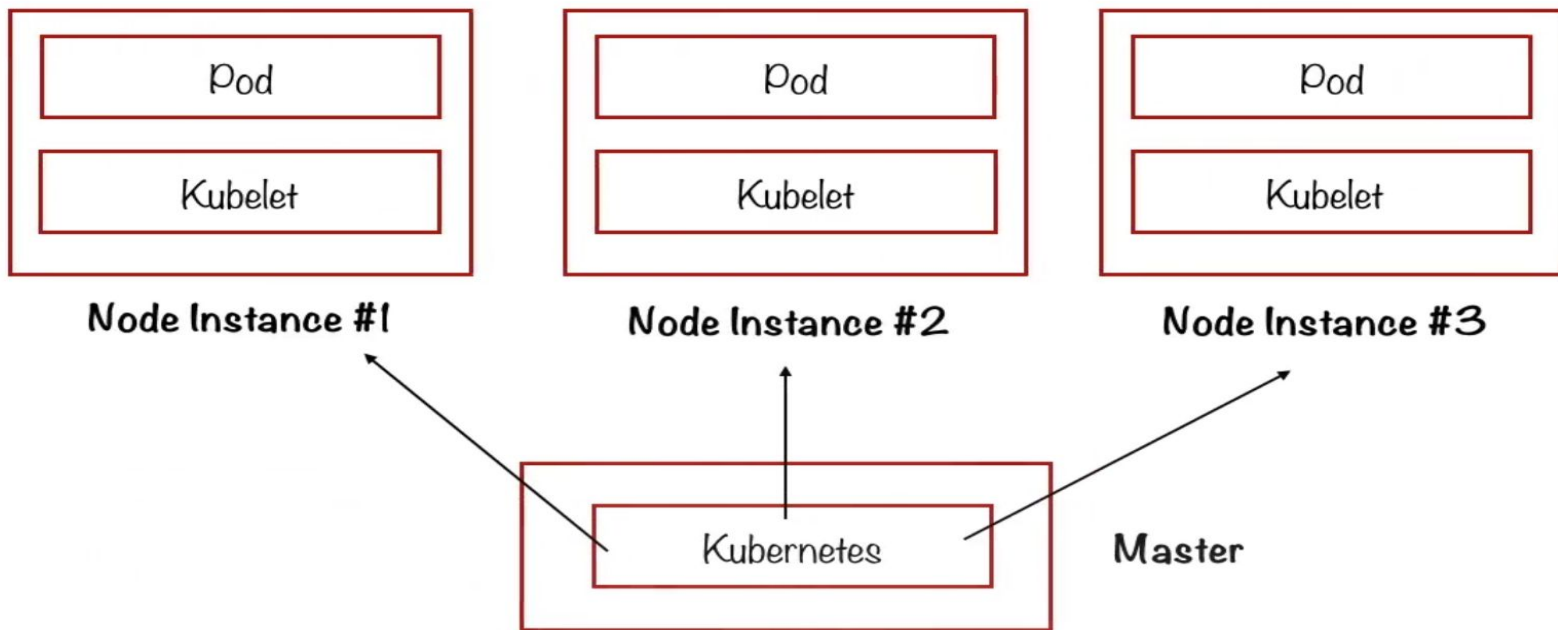 Pod
Pod
Pod
Kubelet
Kubelet
Kubelet
Node Instance #1
Node Instance #2
Node Instance #3
Kubernetes
Master